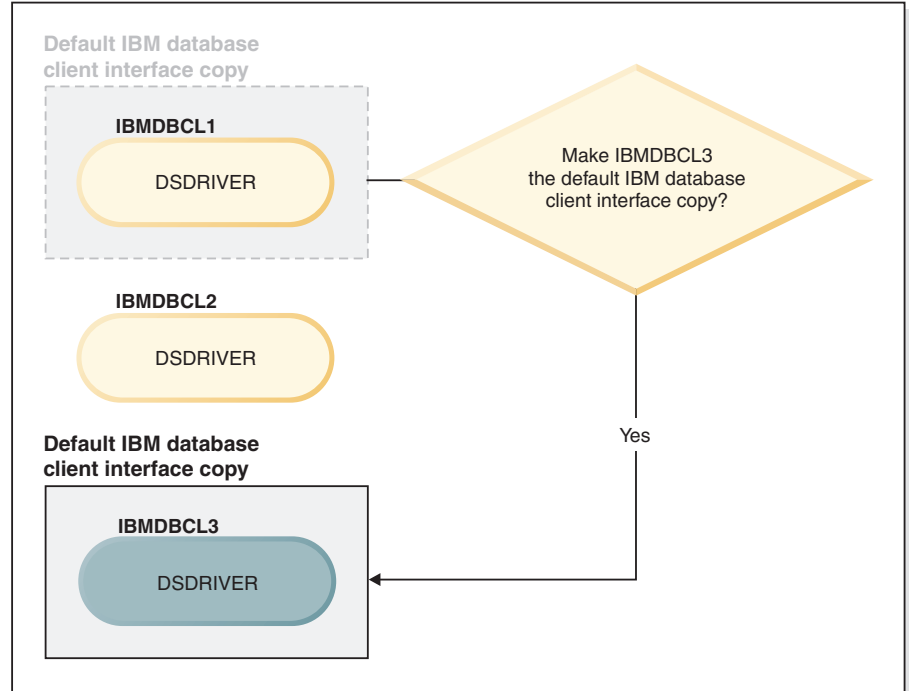 Default IBM database
client interface copy
IBMDBCL1
DSDRIVER
Make IBMDBCL3
the default IBM database
client interface copy?
IBMDBCL2
DSDRIVER
Yes
Default IBM database
client interface copy
IBMDBCL3
DSDRIVER